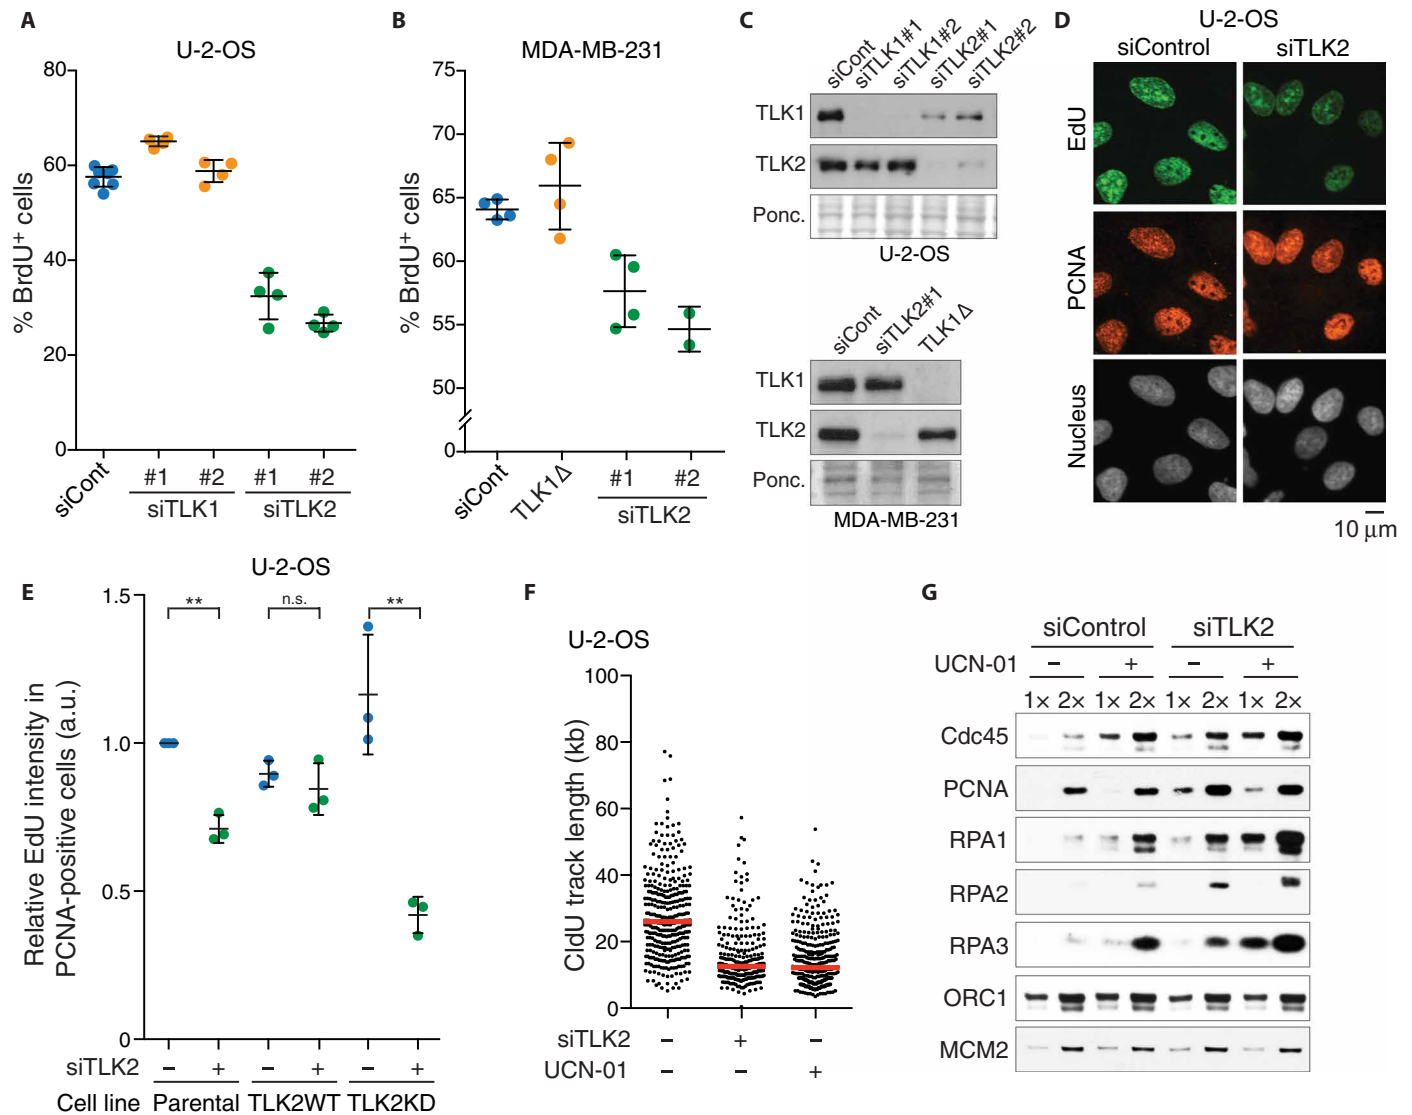 A
U-2-OS
% BrdU+ cells
80
60
40
20
0
siCont
#1 #2 #1 #2
siTLK1 siTLK2
B
MDA-MB-231
% BrdU+ cells
75
70
65
60
55
50
0
siCont
TLK1Δ
#1 #2
siTLK2
C
siCont siTLK1#1 siTLK1#2 siTLK2#1 siTLK2#2
TLK1
TLK2
Ponc.
U-2-OS
siCont siTLK2#1 TLK1Δ
TLK1
TLK2
Ponc.
MDA-MB-231
D
U-2-OS
siControl siTLK2
EdU
PCNA
Nucleus
10 μm
E
U-2-OS
Relative EdU intensity in
PCNA-positive cells (a.u.)
1.5
1.0
0.5
0
** n.s. **
siTLK2 – + – + – +
Cell line Parental TLK2WT TLK2KD
F
U-2-OS
CldU track length (kb)
100
80
60
40
20
0
siTLK2 – + –
UCN-01 – – +
G
siControl siTLK2
UCN-01 – + – +
1× 2× 1× 2× 1× 2× 1× 2×
Cdc45
PCNA
RPA1
RPA2
RPA3
ORC1
MCM2